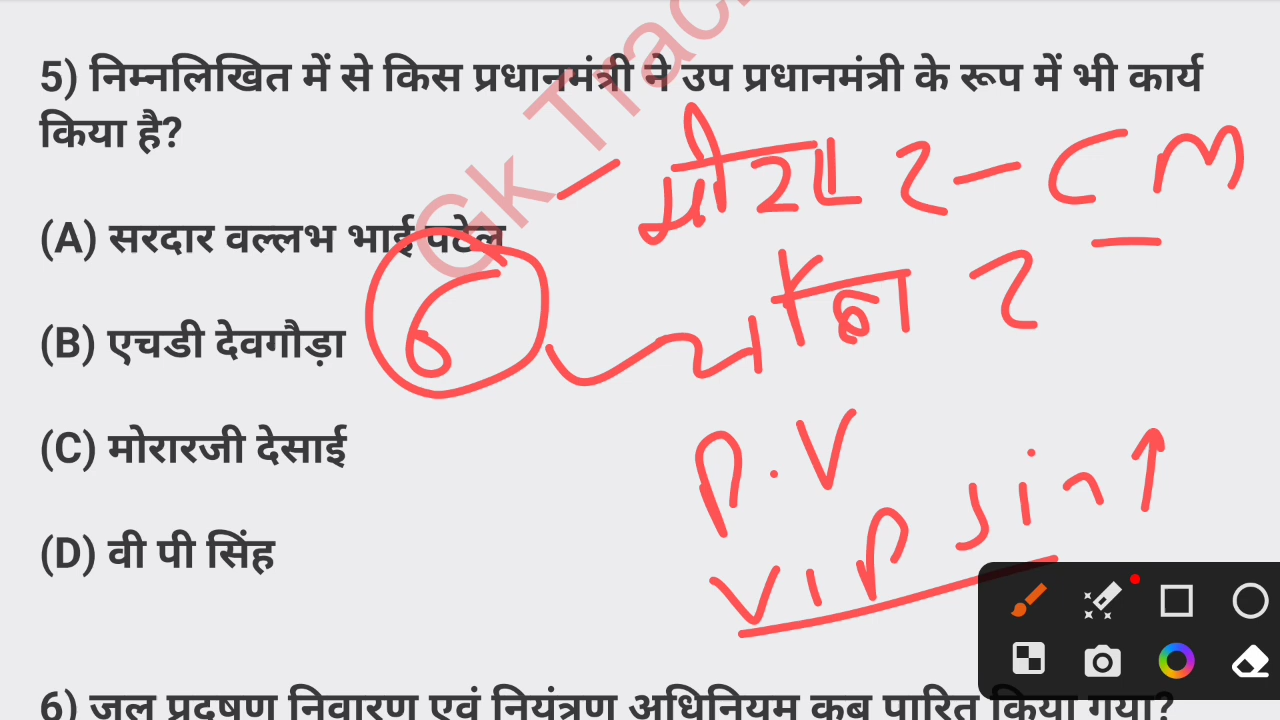 5) निम्नलिखित में से किस प्रधानमंत्री ने उप प्रधानमंत्री के रूप में भी कार्य
किया है?
Gk Trac
CM
(A) सरदार वल्लभ भाई पटेल
(B) एचडी देवगौड़ा
(C) मोरारजी देसाई
P.V
(D) वी पी सिंह
6) जल प्रदूषण निवारण एवं नियंत्रण अधिनियम कब पारित किया गया?